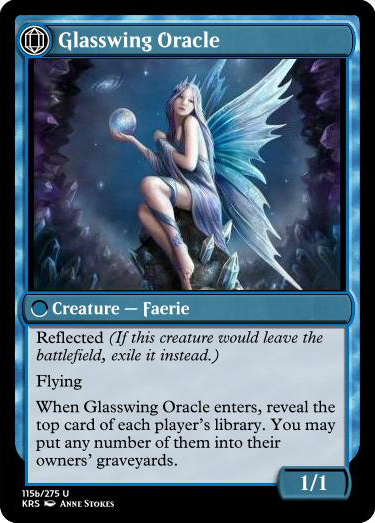 Glasswing Oracle
Creature — Faerie
Reflected (If this creature would leave the
battlefield, exile it instead.)
Flying
When Glasswing Oracle enters, reveal the
top card of each player's library. You may
put any number of them into their
owners' graveyards.
1/1
115b/275 U
KRS Anne Stokes